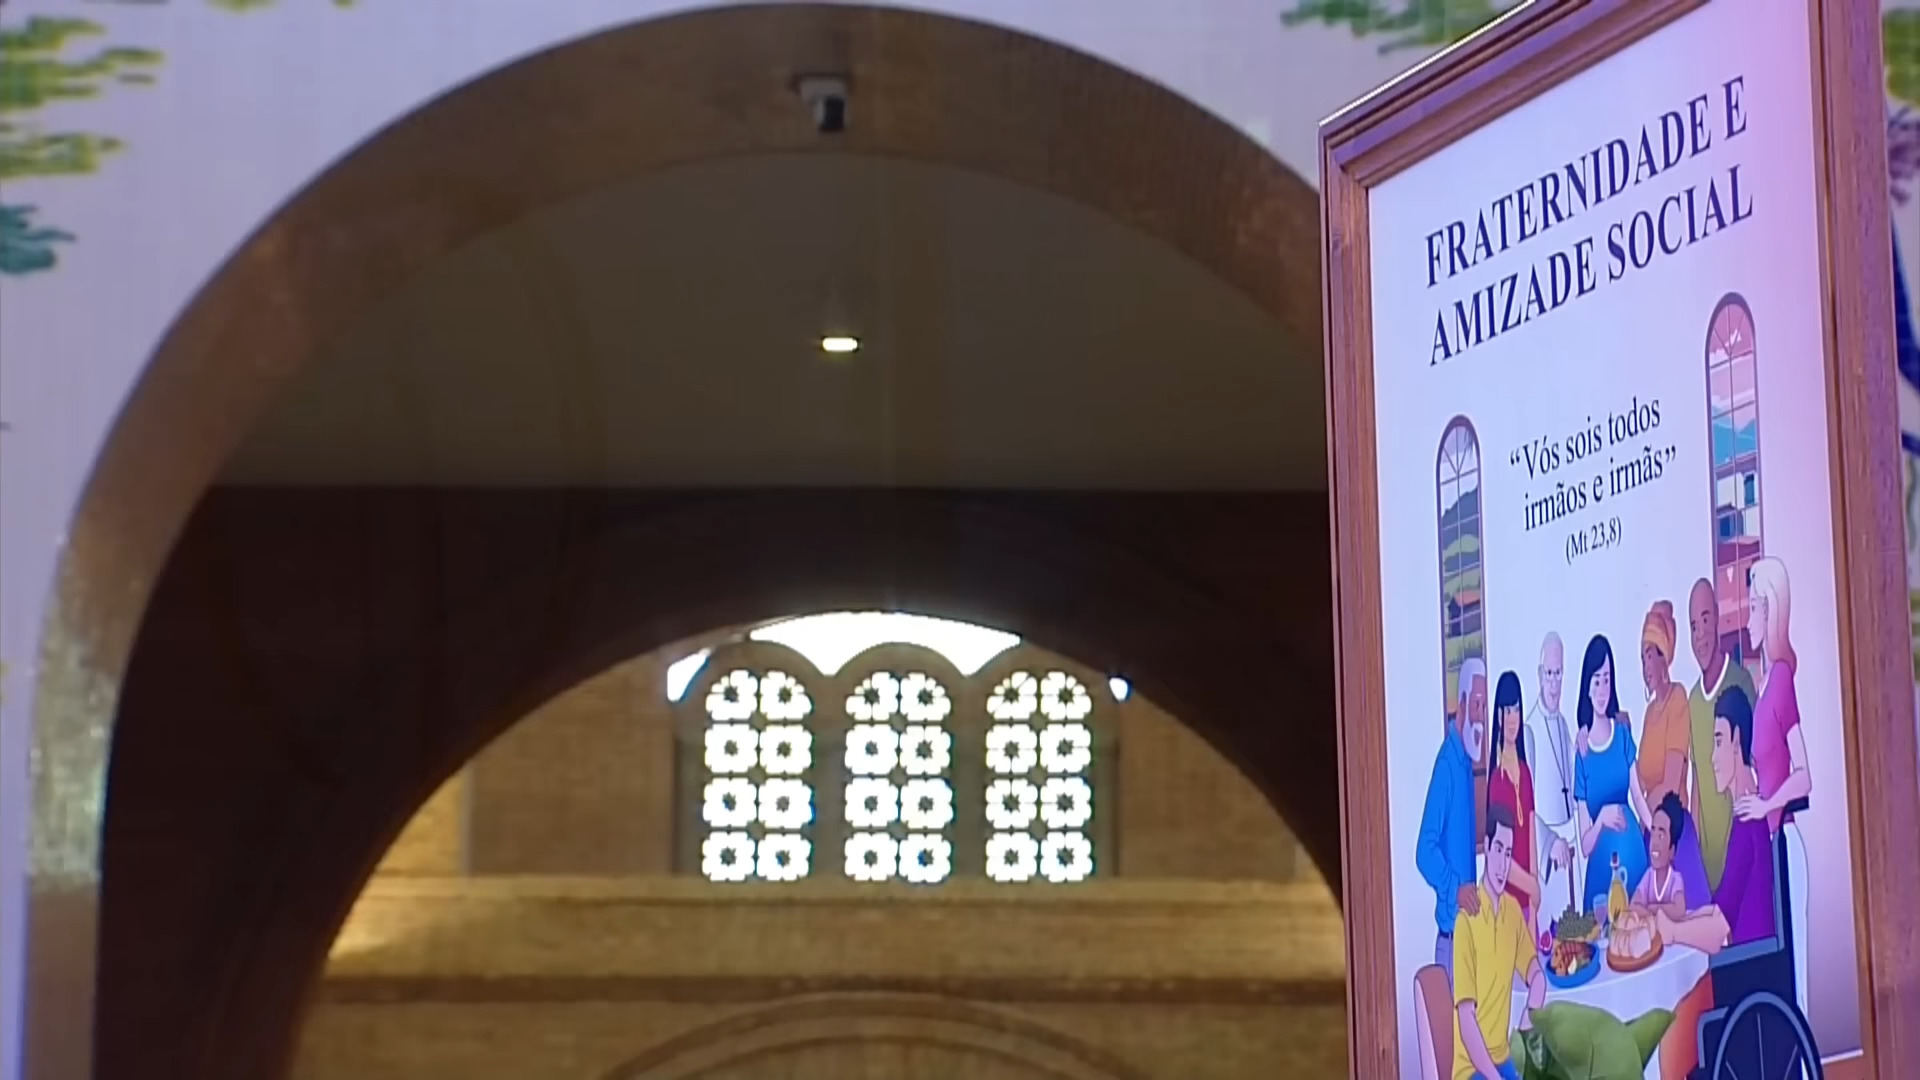 FRATERNIDADE E
AMIZADE SOCIAL
“Vós sois todos
irmãos e irmãs”
(Mt 23,8)